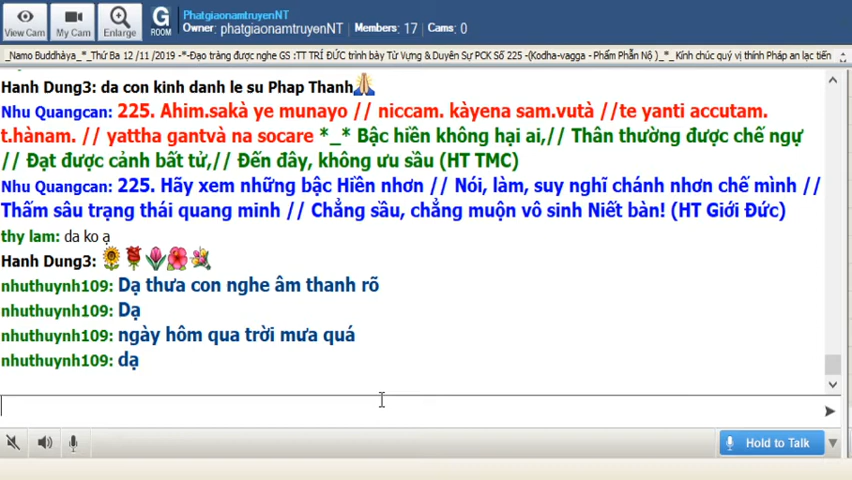 View Cam
My Cam
Enlarge
G
ROOM
PhatgiaonamtruyenNT
Owner: phatgiaonamtruyenNT Members: 17 Cams: 0
_Namo Buddhàya_*_Thứ Ba 12 /11 /2019 -*-Đạo tràng được nghe GS :TT TRÍ ĐỨC trình bày Từ Vựng & Duyên Sự PCK Số 225 -(Kodha-vagga - Phẩm Phẫn Nộ )_*_ Kính chúc quý vị thính Pháp an lạc tiến
Hanh Dung3: da con kinh danh le su Phap Thanh
Nhu Quangcan: 225. Ahim.sakà ye munayo // niccam. kàyena sam.vutà //te yanti accutam.
t.hànam. // yattha gantvà na socare *_* Bậc hiền không hại ai,// Thân thường được chế ngự
// Đạt được cảnh bất tử,// Đến đây, không ưu sầu (HT TMC)
Nhu Quangcan: 225. Hãy xem những bậc Hiền nhơn // Nói, làm, suy nghĩ chánh nhơn chế mình //
Thấm sâu trạng thái quang minh // Chẳng sầu, chẳng muộn vô sinh Niết bàn! (HT Giới Đức)
thy lam: da ko ạ
Hanh Dung3:
nhuthuynh109: Dạ thưa con nghe âm thanh rõ
nhuthuynh109: Dạ
nhuthuynh109: ngày hôm qua trời mưa quá
nhuthuynh109: dạ
Hold to Talk